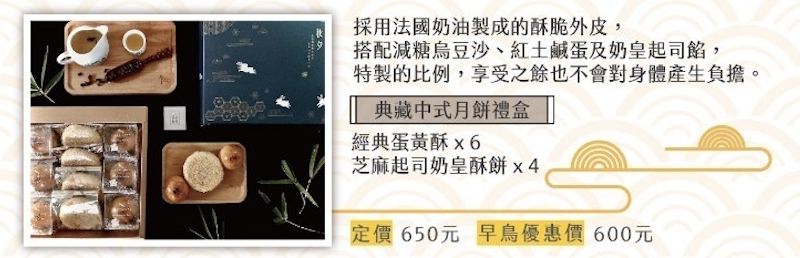 採用法國奶油製成的酥脆外皮，
搭配減糖烏豆沙、紅土鹹蛋及奶皇起司餡，
特製的比例，享受之餘也不會對身體產生負擔。
典藏中式月餅禮盒
經典蛋黃酥 x 6
芝麻起司奶皇酥餅 x 4
定價 650元 早鳥優惠價 600元